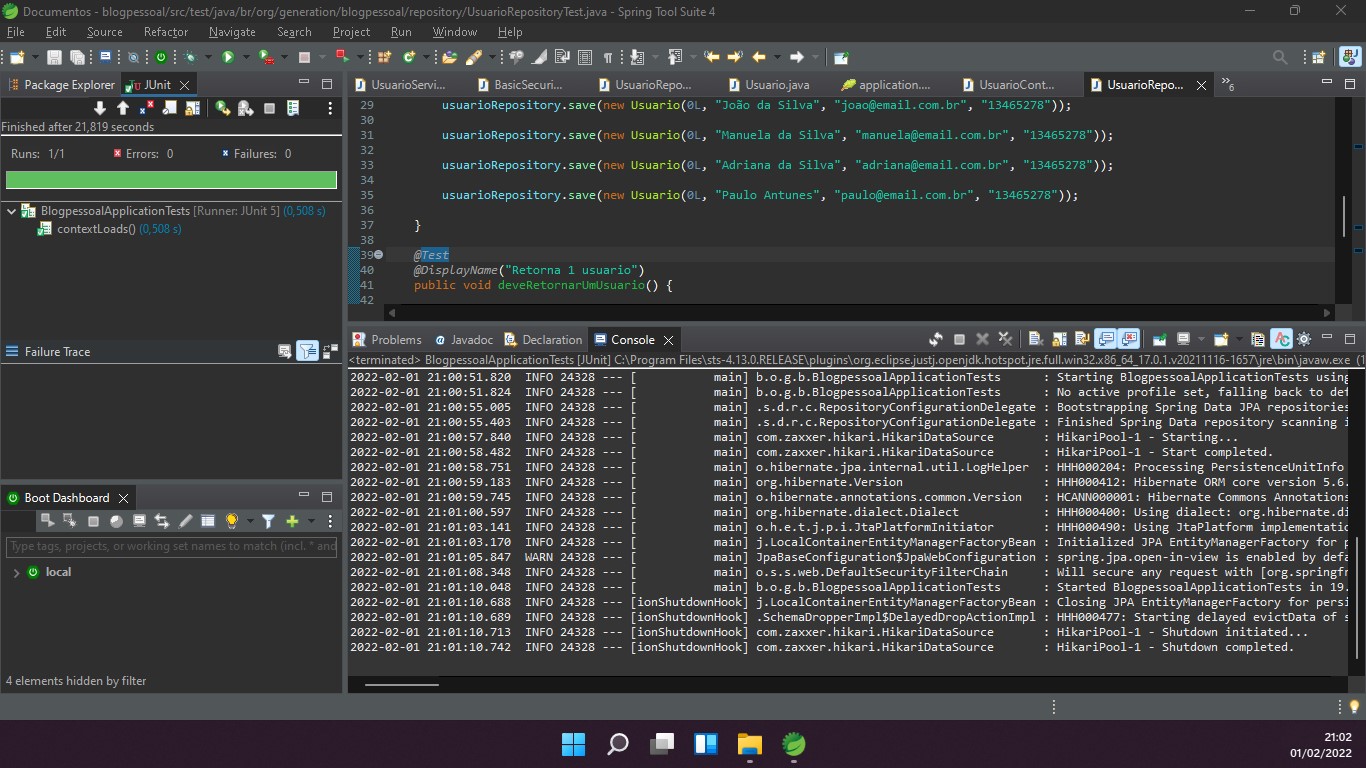 Documentos - blogpessoal/src/test/java/br/org/generation/blogpessoal/repository/UsuarioRepositoryTest.java - Spring Tool Suite 4
File Edit Source Refactor Navigate Search Project Run Window Help
Package Explorer JUnit
Finished after 21,819 seconds
Runs: 1/1 Errors: 0 Failures: 0
BlogpessoalApplicationTests [Runner: JUnit 5] (0,508 s)
contextLoads() (0,508 s)
Failure Trace
Boot Dashboard
Type tags, projects, or working set names to match (incl. * and
local
4 elements hidden by filter
UsuarioServi... BasicSecuri... UsuarioRepo... Usuario.java application.... UsuarioCont... UsuarioRepo... »6
29 usuarioRepository.save(new Usuario(0L, "João da Silva", "joao@email.com.br", "13465278"));
30
31 usuarioRepository.save(new Usuario(0L, "Manuela da Silva", "manuela@email.com.br", "13465278"));
32
33 usuarioRepository.save(new Usuario(0L, "Adriana da Silva", "adriana@email.com.br", "13465278"));
34
35 usuarioRepository.save(new Usuario(0L, "Paulo Antunes", "paulo@email.com.br", "13465278"));
36
37 }
38
39 @Test
40 @DisplayName("Retorna 1 usuario")
41 public void deveRetornarUmUsuario() {
42
Problems Javadoc Declaration Console
<terminated> BlogpessoalApplicationTests [JUnit] C:\Program Files\sts-4.13.0.RELEASE\plugins\org.eclipse.justj.openjdk.hotspot.jre.full.win32.x86_64_17.0.1.v20211116-1657\jre\bin\javaw.exe (1
2022-02-01 21:00:51.820 INFO 24328 --- [ main] b.o.g.b.BlogpessoalApplicationTests : Starting BlogpessoalApplicationTests using
2022-02-01 21:00:51.824 INFO 24328 --- [ main] b.o.g.b.BlogpessoalApplicationTests : No active profile set, falling back to def
2022-02-01 21:00:55.005 INFO 24328 --- [ main] .s.d.r.c.RepositoryConfigurationDelegate : Bootstrapping Spring Data JPA repositories
2022-02-01 21:00:55.403 INFO 24328 --- [ main] .s.d.r.c.RepositoryConfigurationDelegate : Finished Spring Data repository scanning i
2022-02-01 21:00:57.840 INFO 24328 --- [ main] com.zaxxer.hikari.HikariDataSource : HikariPool-1 - Starting...
2022-02-01 21:00:58.482 INFO 24328 --- [ main] com.zaxxer.hikari.HikariDataSource : HikariPool-1 - Start completed.
2022-02-01 21:00:58.751 INFO 24328 --- [ main] o.hibernate.jpa.internal.util.LogHelper : HHH000204: Processing PersistenceUnitInfo
2022-02-01 21:00:59.183 INFO 24328 --- [ main] org.hibernate.Version : HHH000412: Hibernate ORM core version 5.6.
2022-02-01 21:00:59.745 INFO 24328 --- [ main] o.hibernate.annotations.common.Version : HCANN000001: Hibernate Commons Annotations
2022-02-01 21:01:00.597 INFO 24328 --- [ main] org.hibernate.dialect.Dialect : HHH000400: Using dialect: org.hibernate.di
2022-02-01 21:01:03.141 INFO 24328 --- [ main] o.h.e.t.j.p.i.JtaPlatformInitiator : HHH000490: Using JtaPlatform implementatio
2022-02-01 21:01:03.170 INFO 24328 --- [ main] j.LocalContainerEntityManagerFactoryBean : Initialized JPA EntityManagerFactory for p
2022-02-01 21:01:05.847 WARN 24328 --- [ main] JpaBaseConfiguration$JpaWebConfiguration : spring.jpa.open-in-view is enabled by defa
2022-02-01 21:01:08.348 INFO 24328 --- [ main] o.s.s.web.DefaultSecurityFilterChain : Will secure any request with [org.springfr
2022-02-01 21:01:10.048 INFO 24328 --- [ main] b.o.g.b.BlogpessoalApplicationTests : Started BlogpessoalApplicationTests in 19.
2022-02-01 21:01:10.688 INFO 24328 --- [ionShutdownHook] j.LocalContainerEntityManagerFactoryBean : Closing JPA EntityManagerFactory for persi
2022-02-01 21:01:10.689 INFO 24328 --- [ionShutdownHook] .SchemaDropperImpl$DelayedDropActionImpl : HHH000477: Starting delayed evictData of s
2022-02-01 21:01:10.713 INFO 24328 --- [ionShutdownHook] com.zaxxer.hikari.HikariDataSource : HikariPool-1 - Shutdown initiated...
2022-02-01 21:01:10.742 INFO 24328 --- [ionShutdownHook] com.zaxxer.hikari.HikariDataSource : HikariPool-1 - Shutdown completed.
21:02
01/02/2022